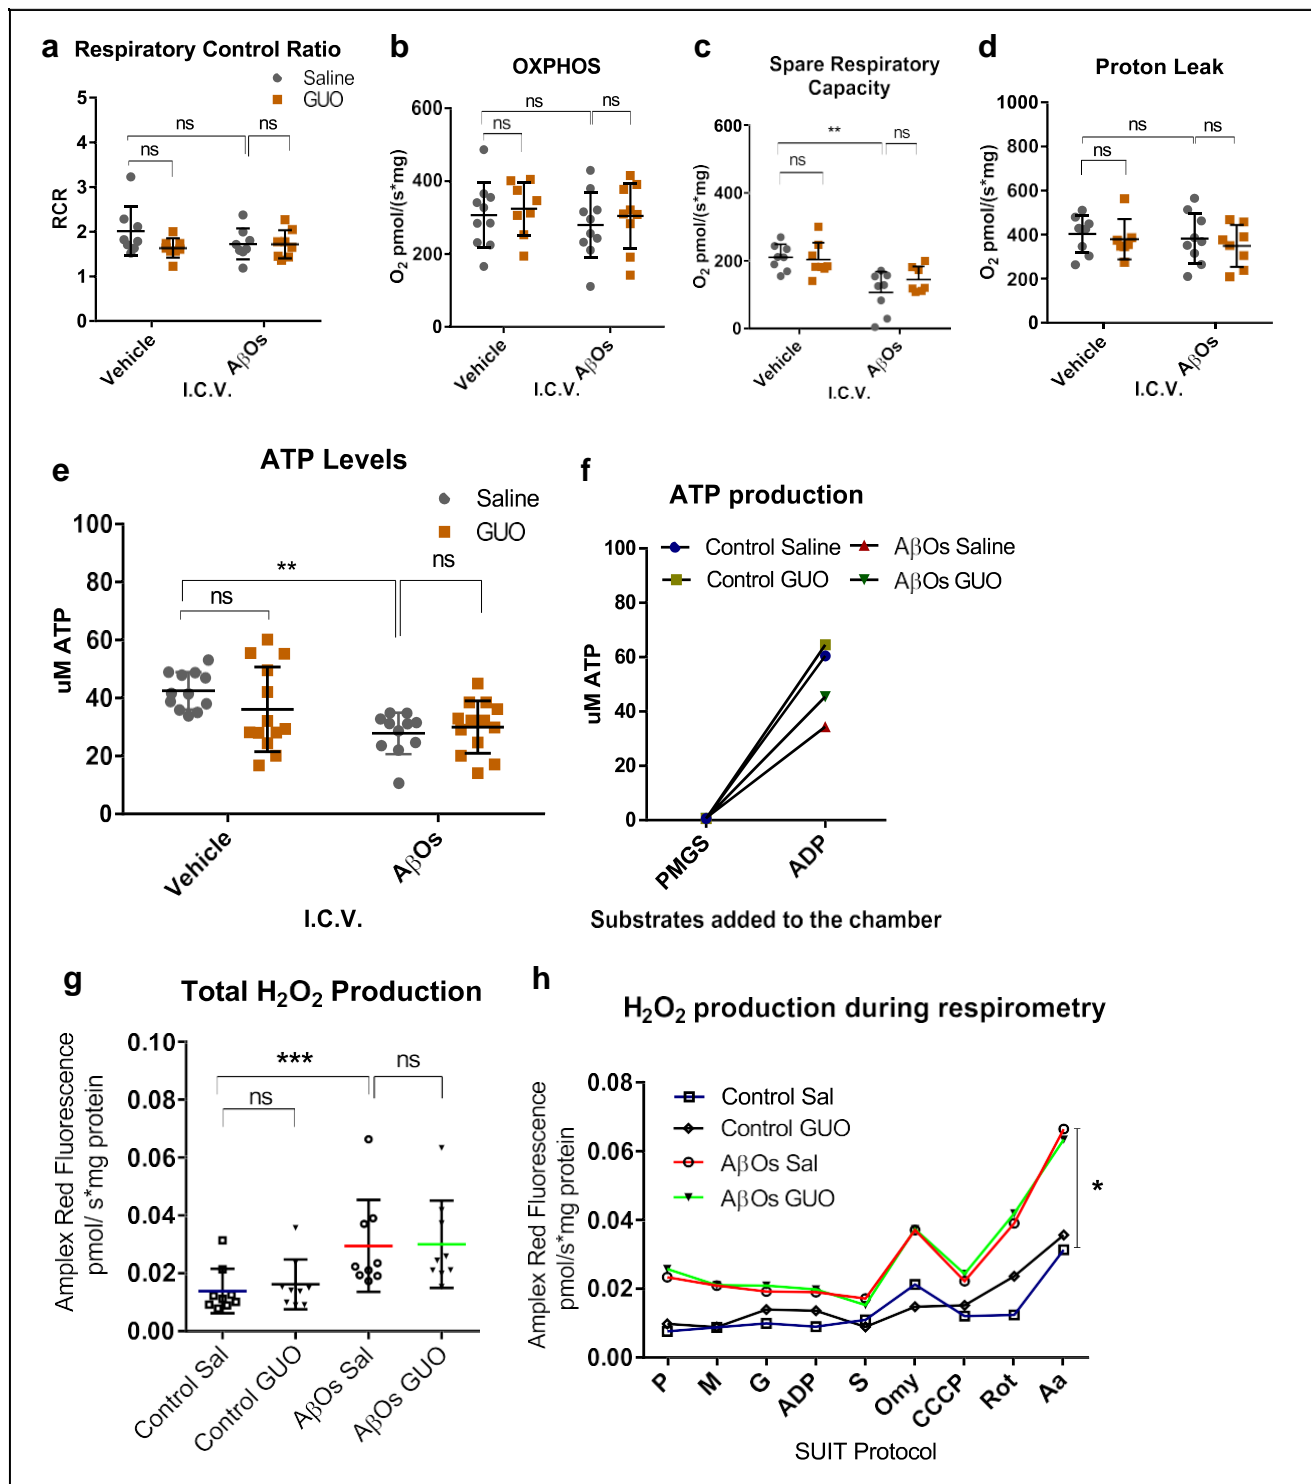 a Respiratory Control Ratio
Saline
GUO
ns
ns
ns
5
4
3
2
1
0
RCR
Vehicle
AβOs
I.C.V.
b
OXPHOS
ns
ns
ns
600
400
200
0
O2 pmol/(s*mg)
Vehicle
AβOs
I.C.V.
c
Spare Respiratory
Capacity
**
ns
ns
600
400
200
0
O2 pmol/(s*mg)
Vehicle
AβOs
I.C.V.
d
Proton Leak
ns
ns
ns
1000
800
600
400
200
0
O2 pmol/(s*mg)
Vehicle
AβOs
I.C.V.
e
ATP Levels
Saline
GUO
**
ns
ns
100
80
60
40
20
0
uM ATP
Vehicle
AβOs
I.C.V.
f
ATP production
Control Saline
Control GUO
AβOs Saline
AβOs GUO
100
80
60
40
20
0
uM ATP
PMGS
ADP
Substrates added to the chamber
g
Total H2O2 Production
***
ns
ns
0.10
0.08
0.06
0.04
0.02
0.00
Amplex Red Fluorescence
pmol/ s*mg protein
Control Sal
Control GUO
AβOs Sal
AβOs GUO
h
H2O2 production during respirometry
Control Sal
Control GUO
AβOs Sal
AβOs GUO
*
0.08
0.06
0.04
0.02
0.00
Amplex Red Fluorescence
pmol/s*mg protein
P
M
G
ADP
S
Omy
CCCP
Rot
Aa
SUIT Protocol